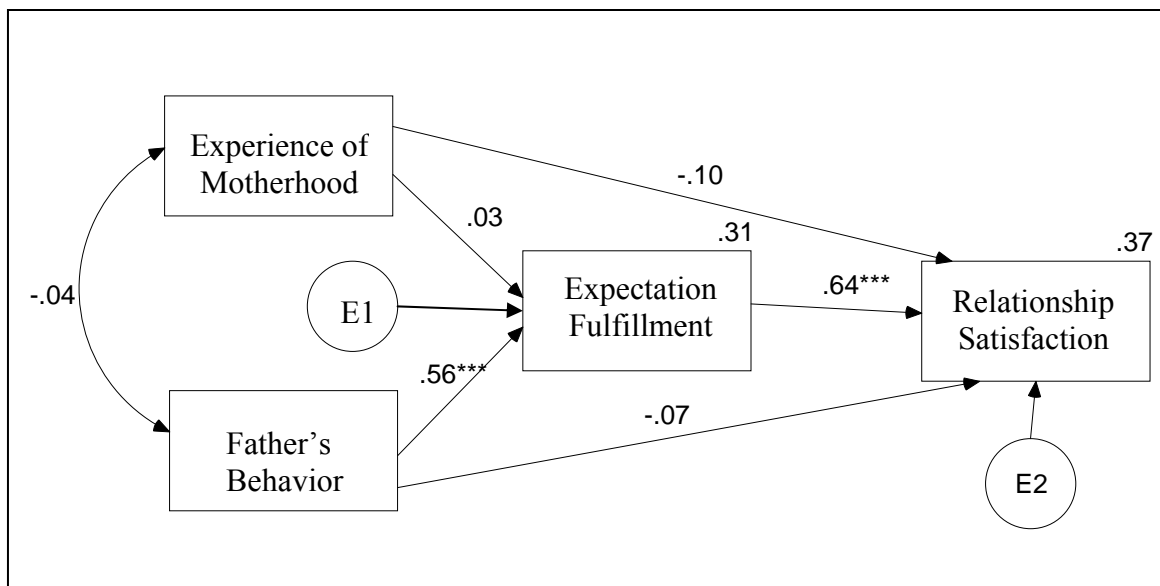 Experience of
Motherhood
-.10
.03
.31
.37
-.04
E1
Expectation
Fulfillment
.64***
Relationship
Satisfaction
.56***
-.07
Father’s
Behavior
E2